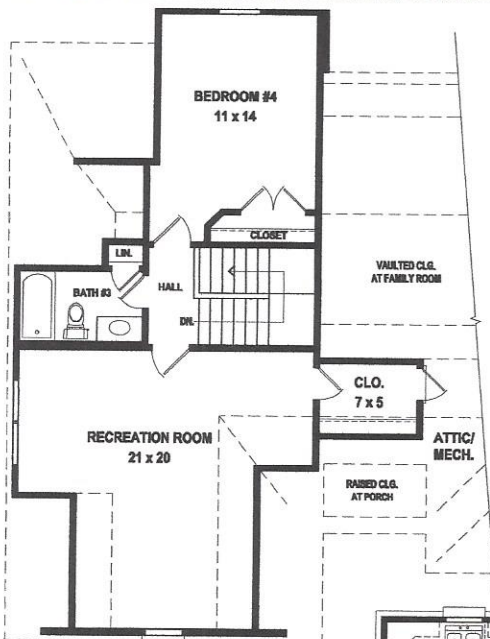 BEDROOM #4
11 x 14
CLOSET
LIN.
BATH #3
HALL
DN.
VAULTED CLG.
AT FAMILY ROOM
CLO.
7 x 5
RECREATION ROOM
21 x 20
ATTIC/
MECH.
RAISED CLG.
AT PORCH